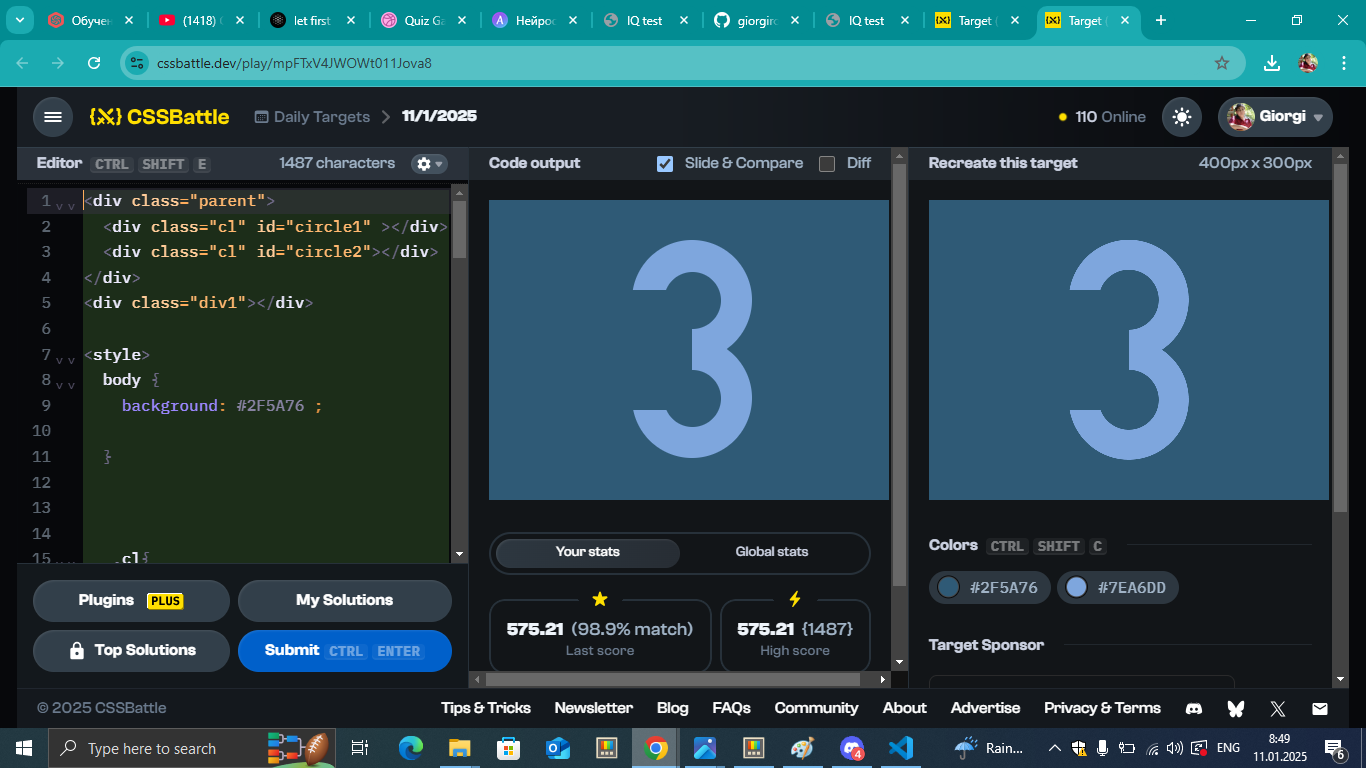 Обучен
(1418) (
let first
Quiz Ga
Нейрос
IQ test
giorgirc
IQ test
Target (
Target (
cssbattle.dev/play/mpFTxV4JWOWt011Jova8
CSSBattle
Daily Targets
11/1/2025
110 Online
Giorgi
Editor CTRL SHIFT E
1487 characters
Code output
Slide & Compare
Diff
Recreate this target
400px x 300px
1 <div class="parent">
2 <div class="cl" id="circle1" ></div>
3 <div class="cl" id="circle2"></div>
4 </div>
5 <div class="div1"></div>
6
7 <style>
8 body {
9 background: #2F5A76 ;
10
11 }
12
13
14
15 .cl{
3
3
Colors CTRL SHIFT C
#2F5A76
#7EA6DD
Your stats
Global stats
575.21 (98.9% match)
Last score
575.21 {1487}
High score
Target Sponsor
Plugins PLUS
My Solutions
Top Solutions
Submit CTRL ENTER
© 2025 CSSBattle
Tips & Tricks
Newsletter
Blog
FAQs
Community
About
Advertise
Privacy & Terms
Type here to search
4
Rain...
ENG
8:49
11.01.2025
6